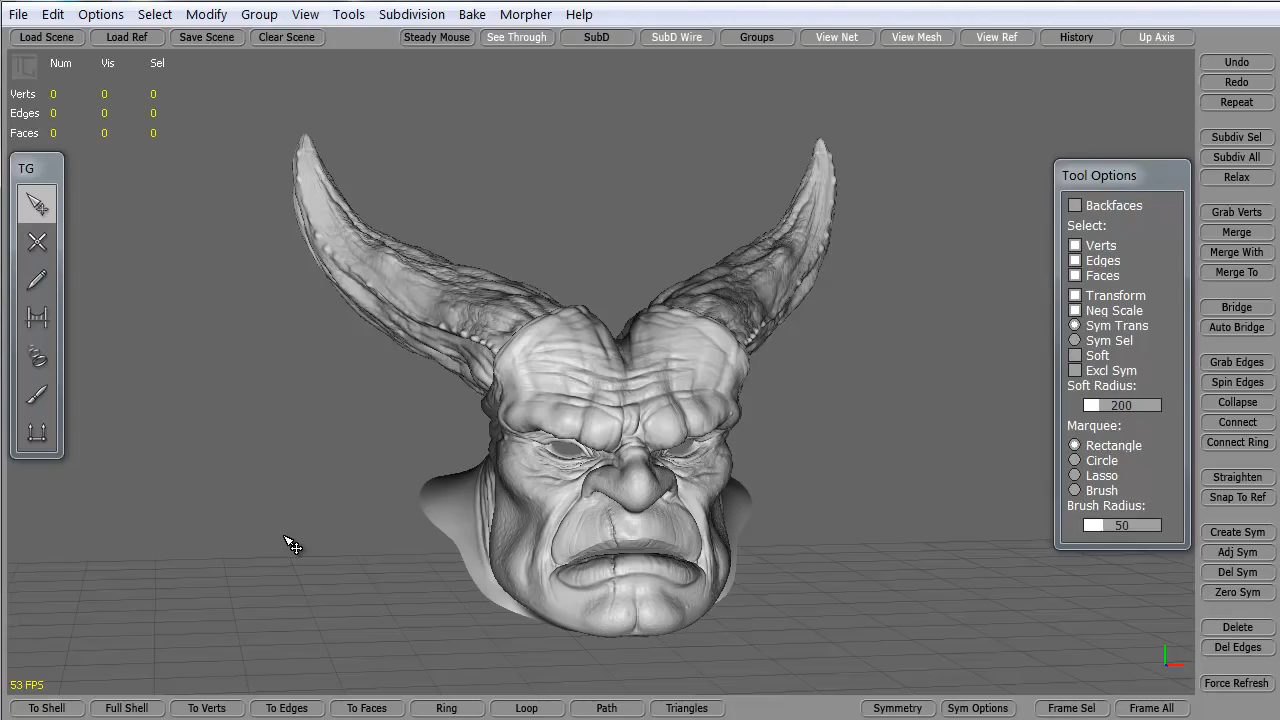 File Edit Options Select Modify Group View Tools Subdivision Bake Morpher Help
Load Scene Load Ref Save Scene Clear Scene Steady Mouse See Through SubD SubD Wire Groups View Net View Mesh View Ref History Up Axis
TG Num Vis Sel
Verts 0 0 0
Edges 0 0 0
Faces 0 0 0
TG
Tool Options
Backfaces
Select:
Verts
Edges
Faces
Transform
Neg Scale
Sym Trans
Sym Sel
Soft
Excl Sym
Soft Radius:
200
Marquee:
Rectangle
Circle
Lasso
Brush
Brush Radius:
50
Undo
Redo
Repeat
Subdiv Sel
Subdiv All
Relax
Grab Verts
Merge
Merge With
Merge To
Bridge
Auto Bridge
Grab Edges
Spin Edges
Collapse
Connect
Connect Ring
Straighten
Snap To Ref
Create Sym
Adj Sym
Del Sym
Zero Sym
Delete
Del Edges
Force Refresh
53 FPS
To Shell Full Shell To Verts To Edges To Faces Ring Loop Path Triangles Symmetry Sym Options Frame Sel Frame All